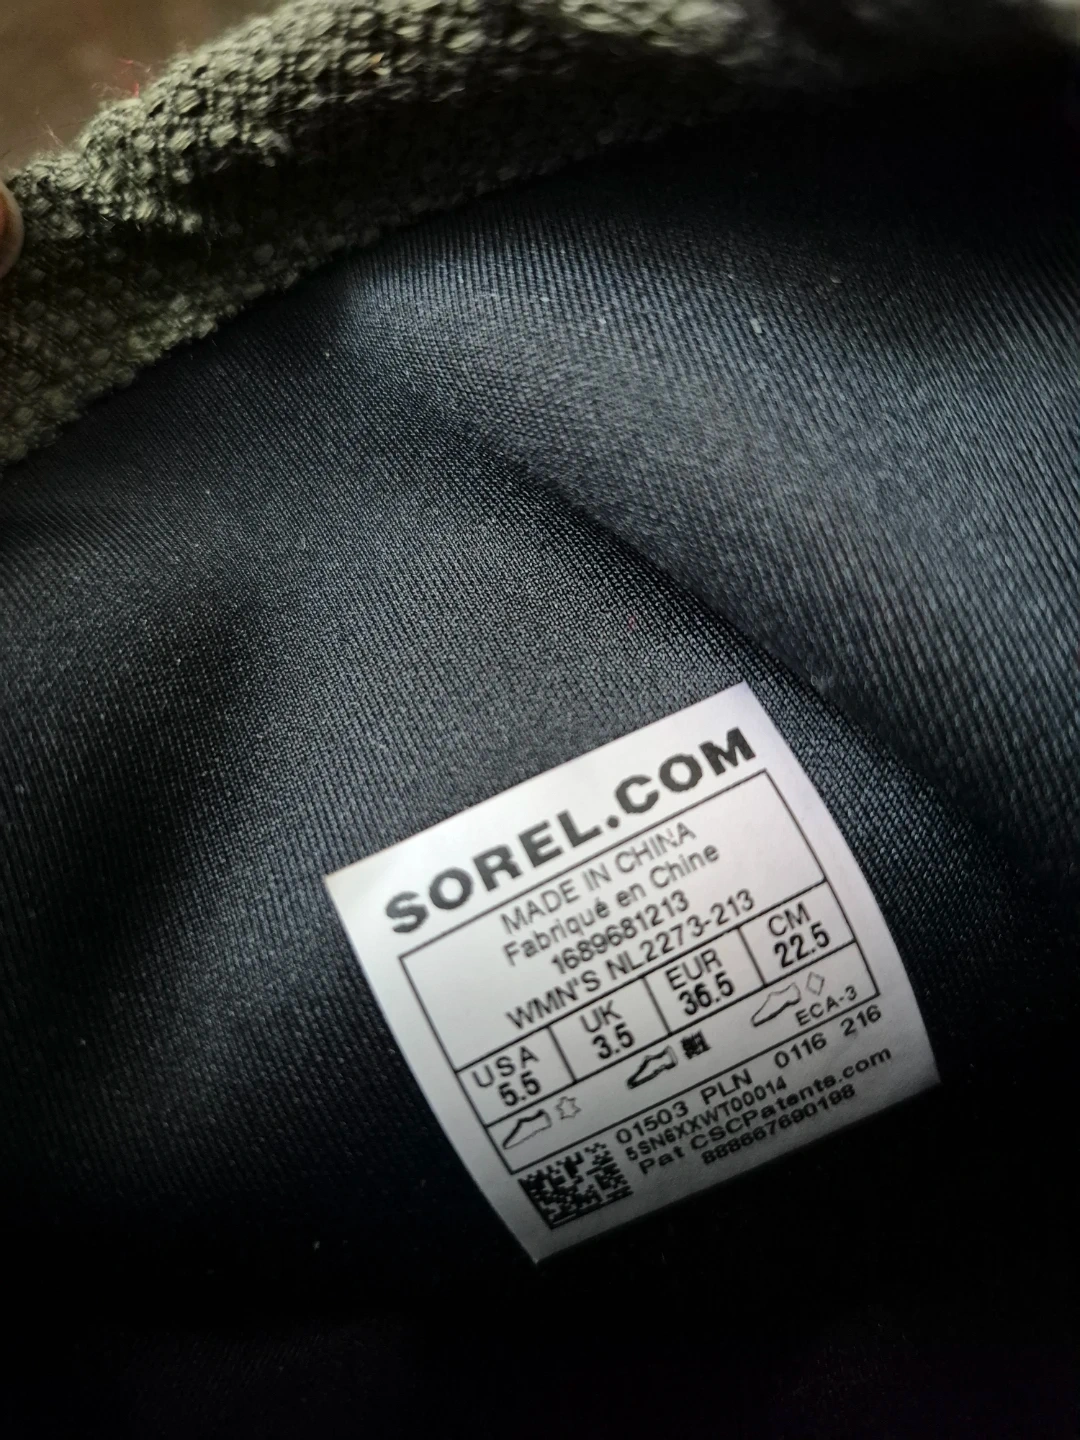 SOREL.COM
MADE IN CHINA
Fabriqué en Chine
1689681213
WMN'S NL2273-213
USA UK EUR CM
5.5 3.5 36.5 22.5
ECA-3
01503 PLN 0116 216
5SN6XXWT00014
Pat CSCPatents.com
888667690198